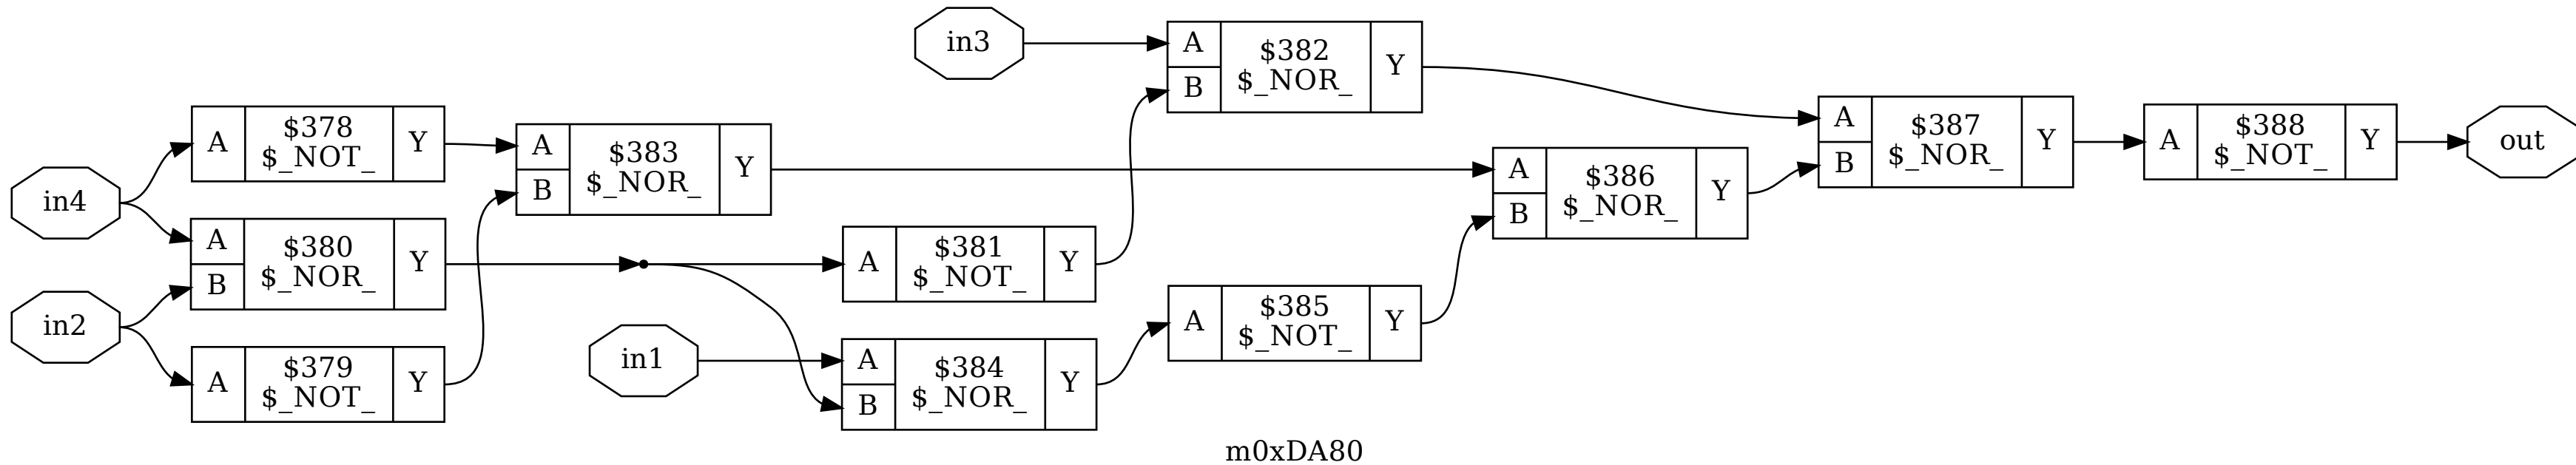 in3
A
B
$382
$_NOR_
Y
in4
A
$378
$_NOT_
Y
A
B
$383
$_NOR_
Y
A
B
$380
$_NOR_
Y
in2
A
$379
$_NOT_
Y
A
$381
$_NOT_
Y
in1
A
B
$384
$_NOR_
Y
A
$385
$_NOT_
Y
A
B
$386
$_NOR_
Y
A
B
$387
$_NOR_
Y
A
$388
$_NOT_
Y
out
m0xDA80